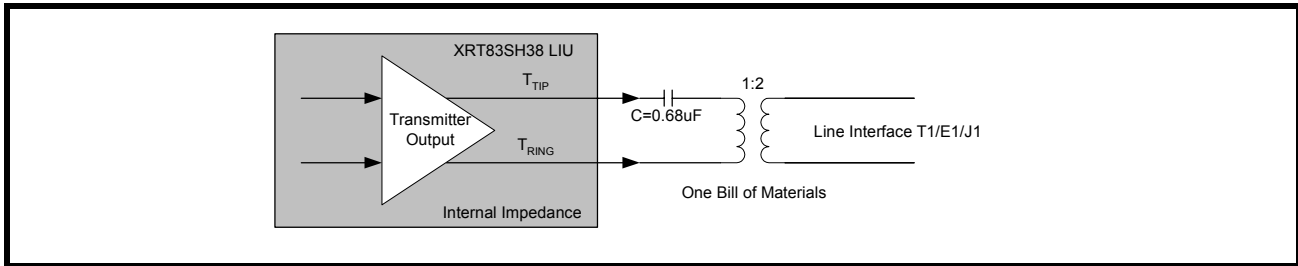 XRT83SH38 LIU
TTIP
1:2
C=0.68uF
Transmitter
Output
Line Interface T1/E1/J1
TRING
One Bill of Materials
Internal Impedance